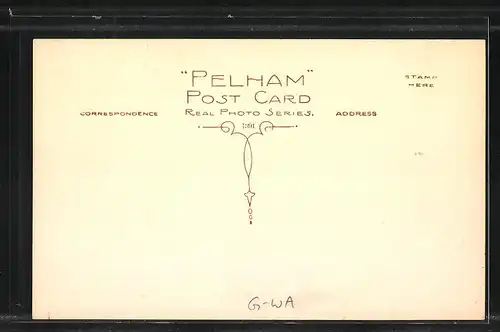 "PELHAM"
POST CARD
REAL PHOTO SERIES.
CORRESPONDENCE
ADDRESS
STAMP
HERE
G-WA